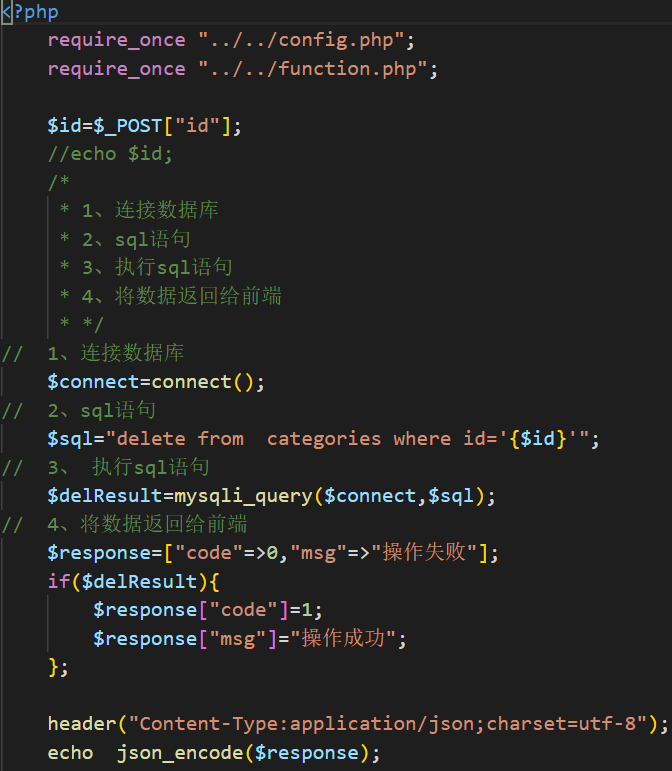 <?php
    require_once "../../config.php";
    require_once "../../function.php";

    $id=$_POST["id"];
    //echo $id;
    /*
     * 1、连接数据库
     * 2、sql语句
     * 3、执行sql语句
     * 4、将数据返回给前端
     * */
//  1、连接数据库
    $connect=connect();
//  2、sql语句
    $sql="delete from  categories where id='{$id}'";
//  3、 执行sql语句
    $delResult=mysqli_query($connect,$sql);
//  4、将数据返回给前端
    $response=["code"=>0,"msg"=>"操作失败"];
    if($delResult){
        $response["code"]=1;
        $response["msg"]="操作成功";
    };

    header("Content-Type:application/json;charset=utf-8");
    echo  json_encode($response);